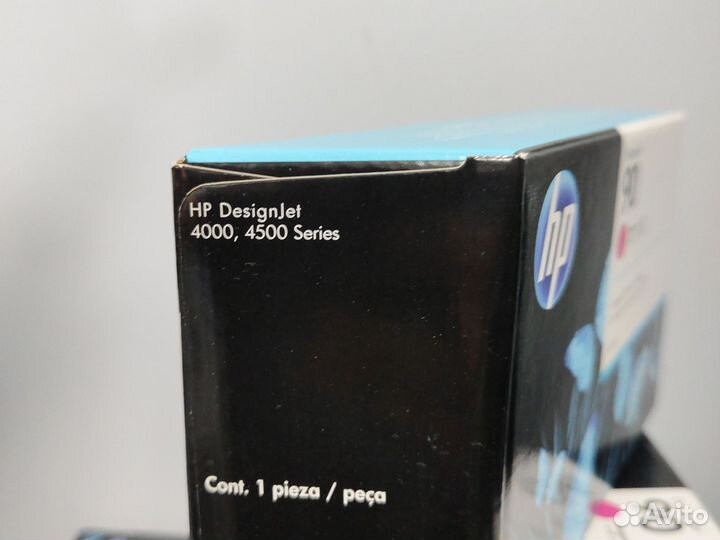 HP DesignJet
4000, 4500 Series
hp
90
Cont. 1 pieza / peça
Avito